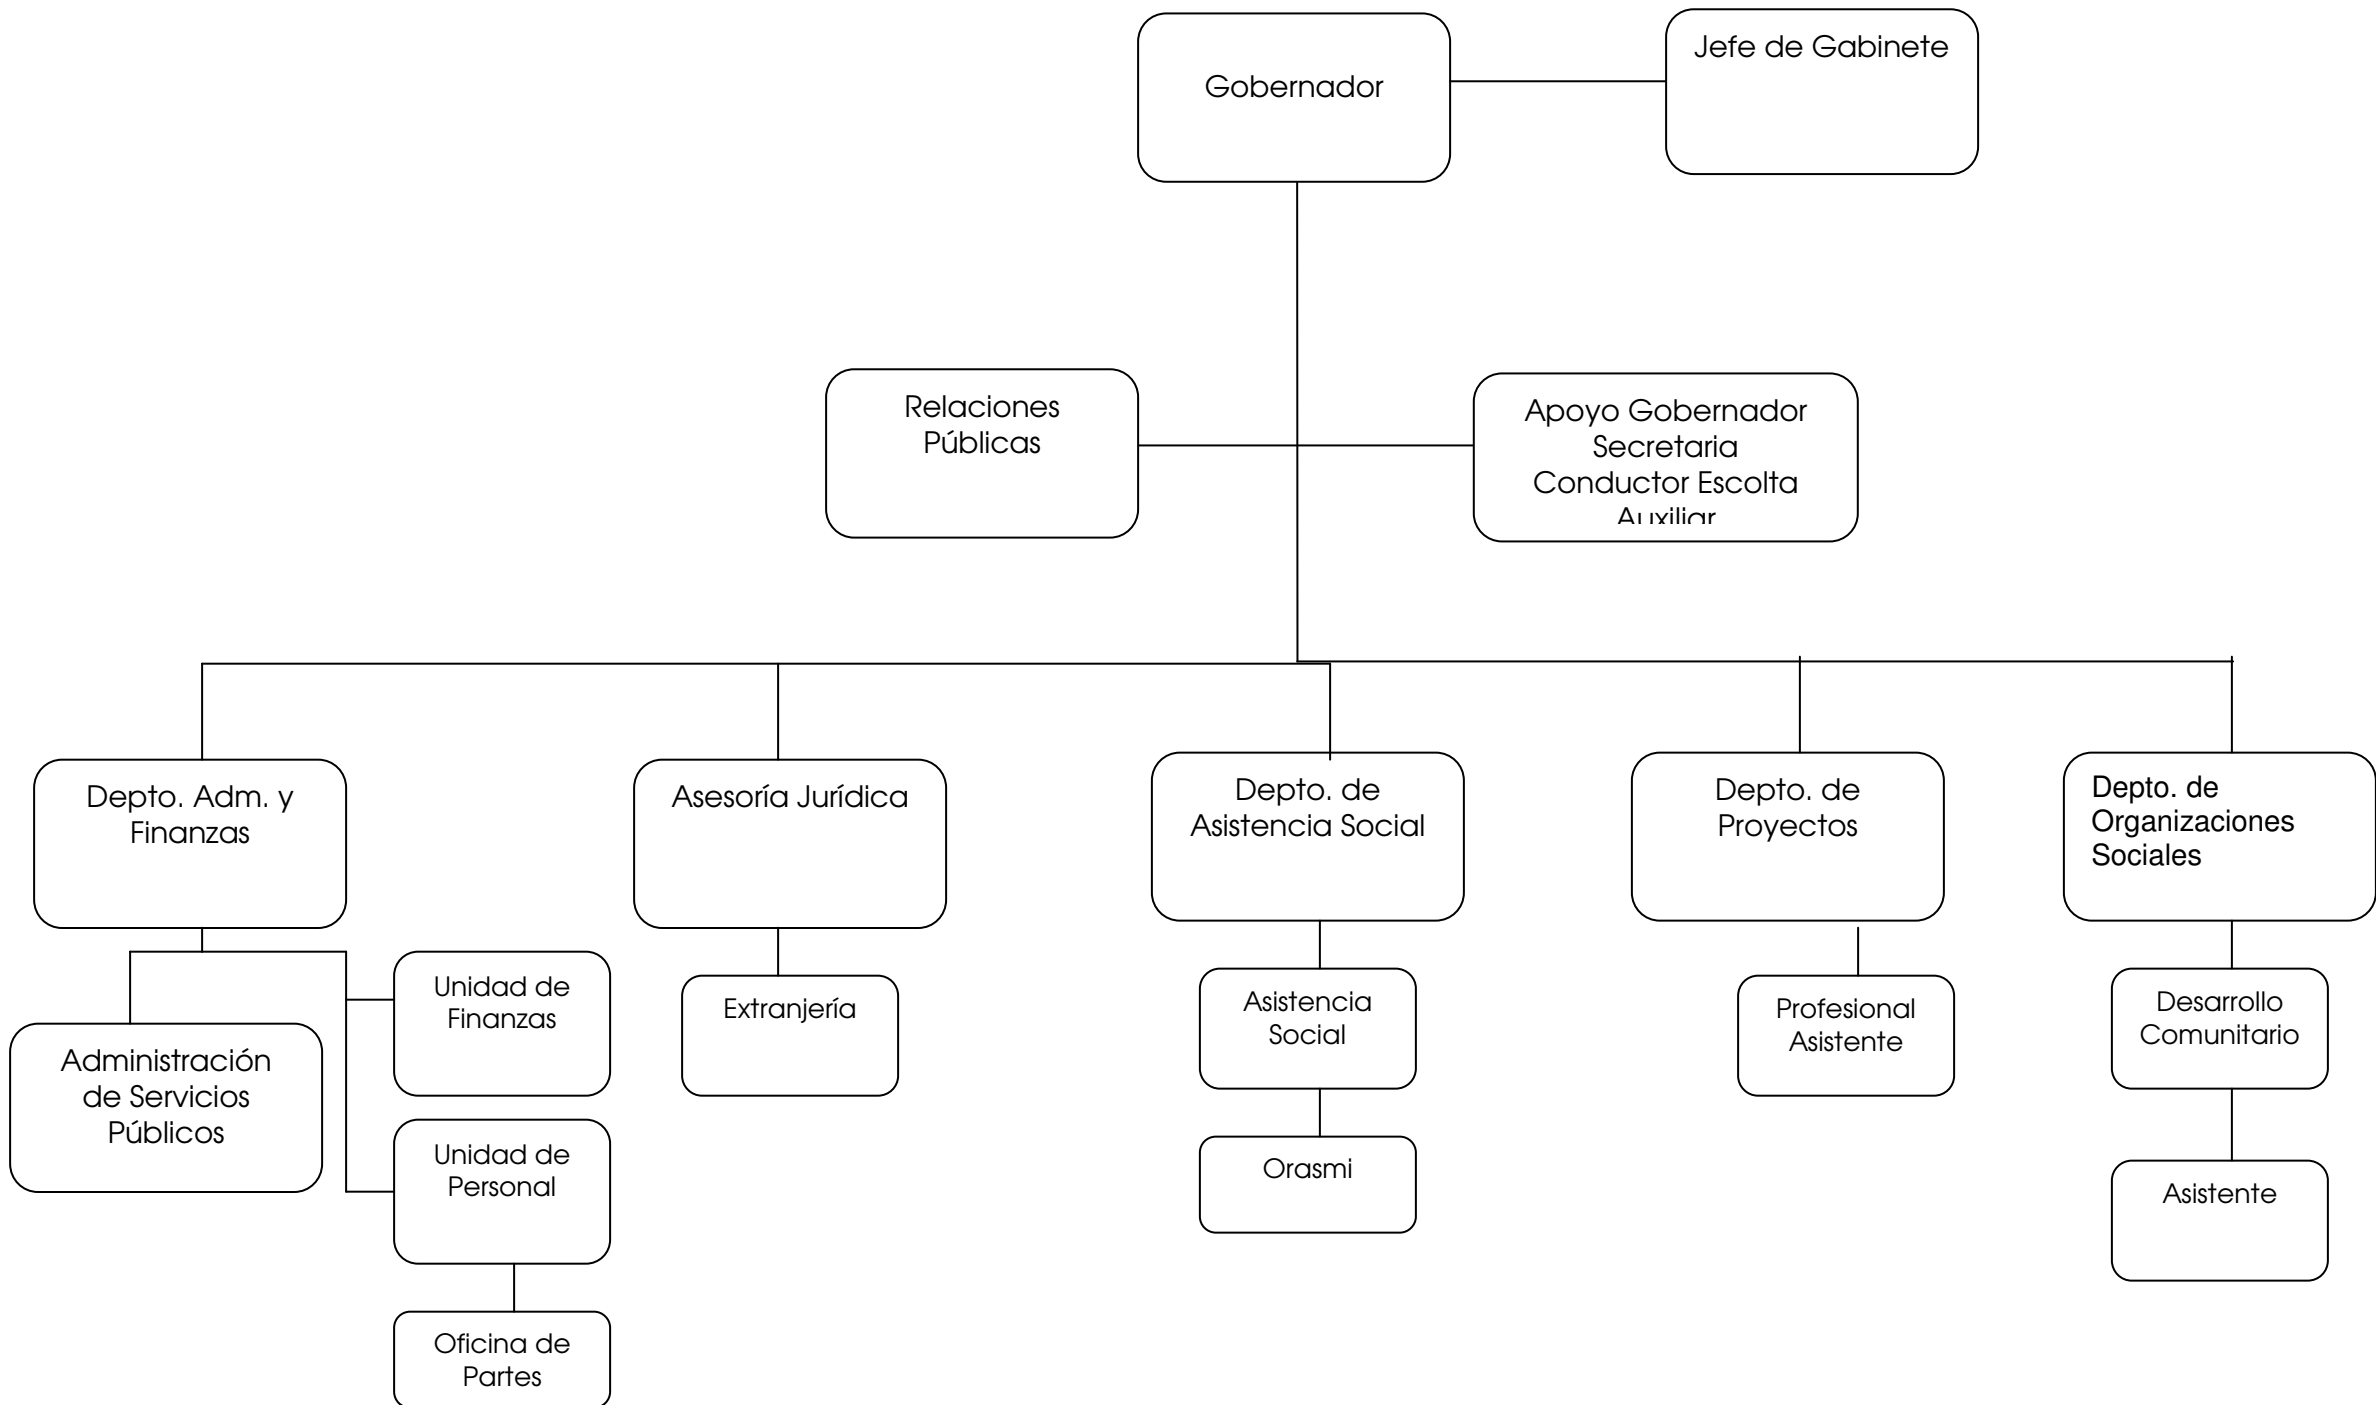 Gobernador
Jefe de Gabinete
Relaciones
Públicas
Apoyo Gobernador
Secretaria
Conductor Escolta
Auxiliar
Depto. Adm. y
Finanzas
Asesoría Jurídica
Depto. de
Asistencia Social
Depto. de
Proyectos
Depto. de
Organizaciones
Sociales
Administración
de Servicios
Públicos
Unidad de
Finanzas
Unidad de
Personal
Oficina de
Partes
Extranjería
Asistencia
Social
Orasmi
Profesional
Asistente
Desarrollo
Comunitario
Asistente